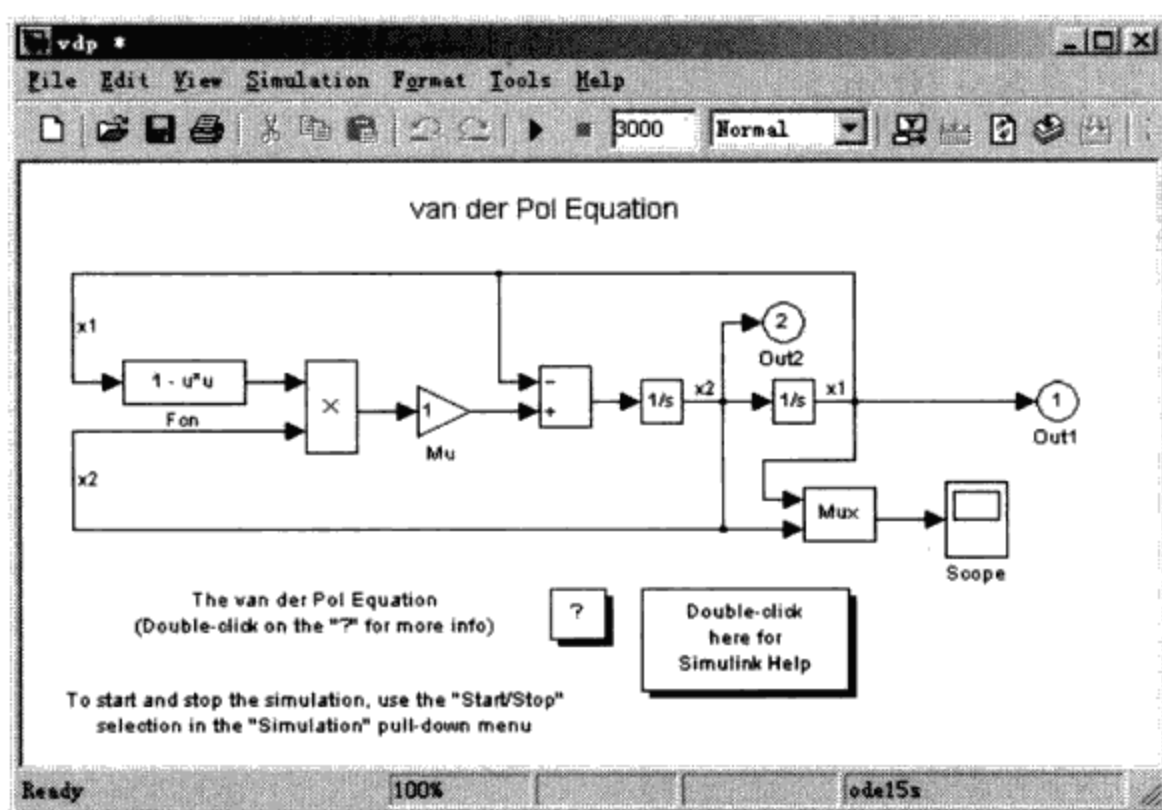 vdp *
File Edit View Simulation Format Tools Help
3000 Normal
van der Pol Equation
x1
1 - u*u
Fcn
x2
×
1
Mu
-
+
1/s
x2
2
Out2
1/s
x1
1
Out1
Mux
Scope
The van der Pol Equation
(Double-click on the "?" for more info)
?
Double-click
here for
Simulink Help
To start and stop the simulation, use the "Start/Stop"
selection in the "Simulation" pull-down menu
Ready 100% ode15s